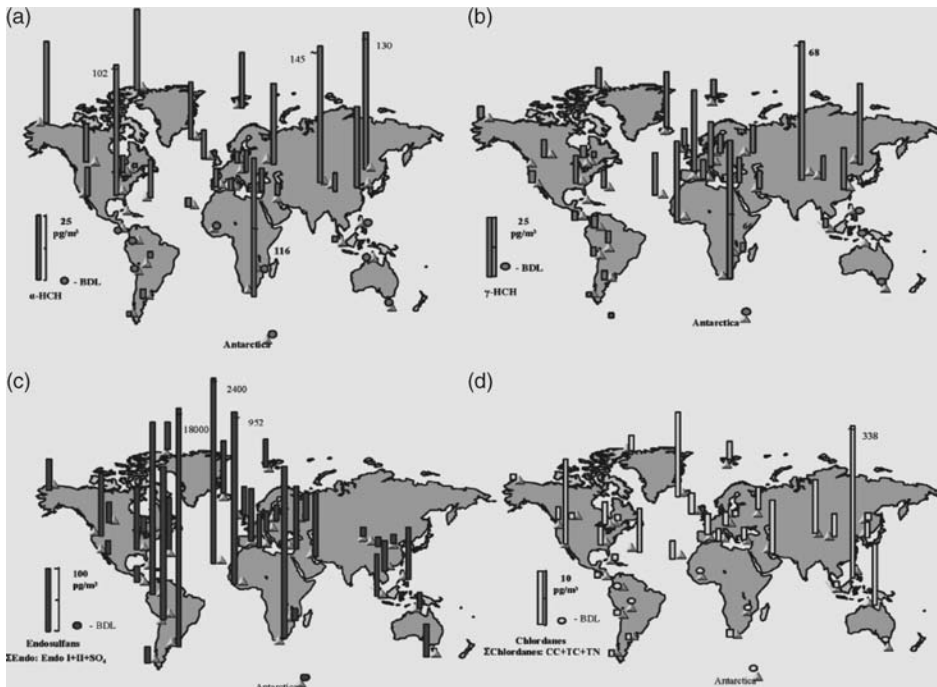 (a)
102
145
130
25
pg/m³
- BDL
α-HCH
116
Antarctica
(b)
68
25
pg/m³
- BDL
γ-HCH
Antarctica
(c)
18000
2400
952
100
pg/m³
- BDL
Endosulfans
ΣEndo: Endo I+II+SO₄
Antarctica
(d)
338
10
pg/m³
- BDL
Chlordanes
ΣChlordanes: CC+TC+TN
Antarctica